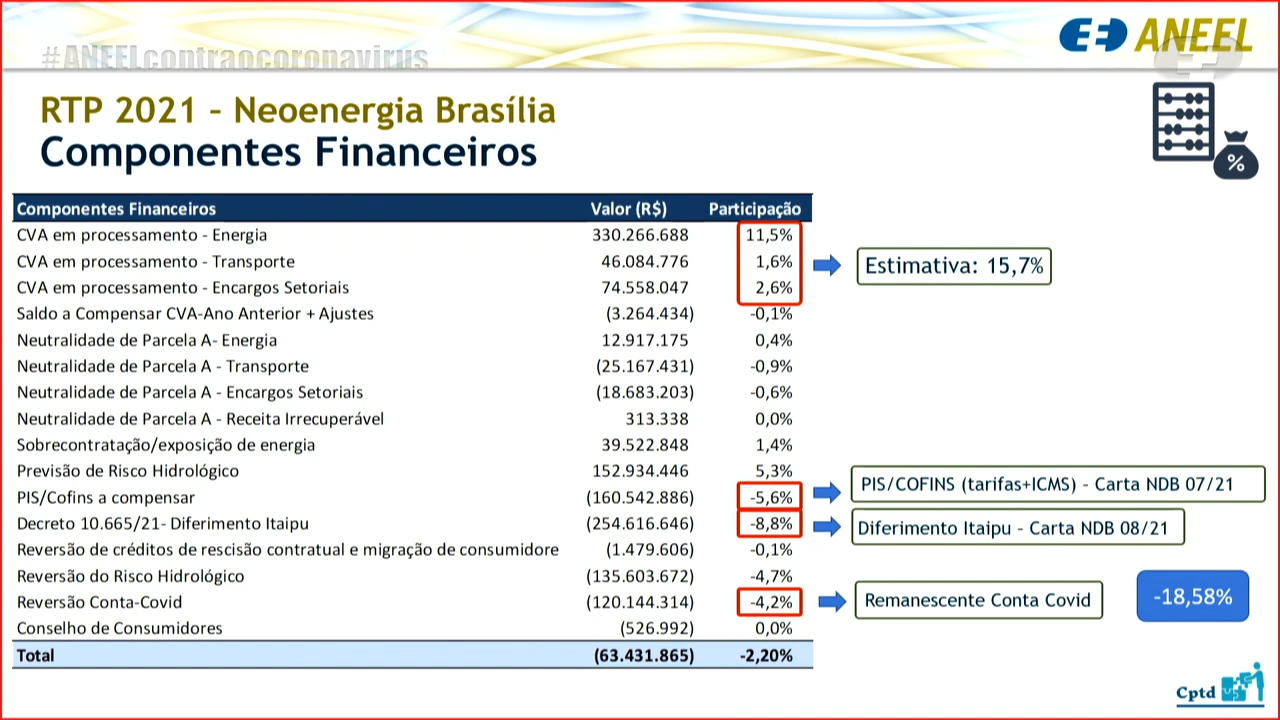 #ANEELcontraocoronavirus
ANEEL
RTP 2021 – Neoenergia Brasília
Componentes Financeiros
%
Componentes Financeiros Valor (R$) Participação
CVA em processamento - Energia 330.266.688 11,5%
CVA em processamento - Transporte 46.084.776 1,6%
Estimativa: 15,7%
CVA em processamento - Encargos Setoriais 74.558.047 2,6%
Saldo a Compensar CVA-Ano Anterior + Ajustes (3.264.434) -0,1%
Neutralidade de Parcela A- Energia 12.917.175 0,4%
Neutralidade de Parcela A - Transporte (25.167.431) -0,9%
Neutralidade de Parcela A - Encargos Setoriais (18.683.203) -0,6%
Neutralidade de Parcela A - Receita Irrecuperável 313.338 0,0%
Sobrecontratação/exposição de energia 39.522.848 1,4%
Previsão de Risco Hidrológico 152.934.446 5,3%
PIS/COFINS (tarifas+ICMS) - Carta NDB 07/21
PIS/Cofins a compensar (160.542.886) -5,6%
Decreto 10.665/21- Diferimento Itaipu (254.616.646) -8,8%
Diferimento Itaipu - Carta NDB 08/21
Reversão de créditos de rescisão contratual e migração de consumidore (1.479.606) -0,1%
Reversão do Risco Hidrológico (135.603.672) -4,7%
Reversão Conta-Covid (120.144.314) -4,2%
Remanescente Conta Covid
-18,58%
Conselho de Consumidores (526.992) 0,0%
Total (63.431.865) -2,20%
Cptd